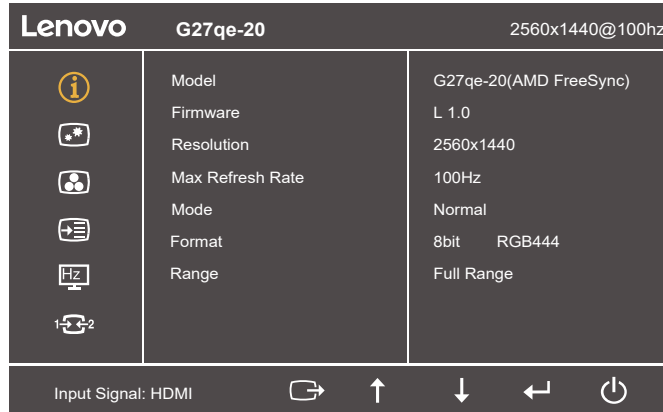 Lenovo G27qe-20 2560x1440@100hz
Model G27qe-20(AMD FreeSync)
Firmware L 1.0
Resolution 2560x1440
Max Refresh Rate 100Hz
Mode Normal
Format 8bit RGB444
Range Full Range
Hz
1 2
Input Signal: HDMI